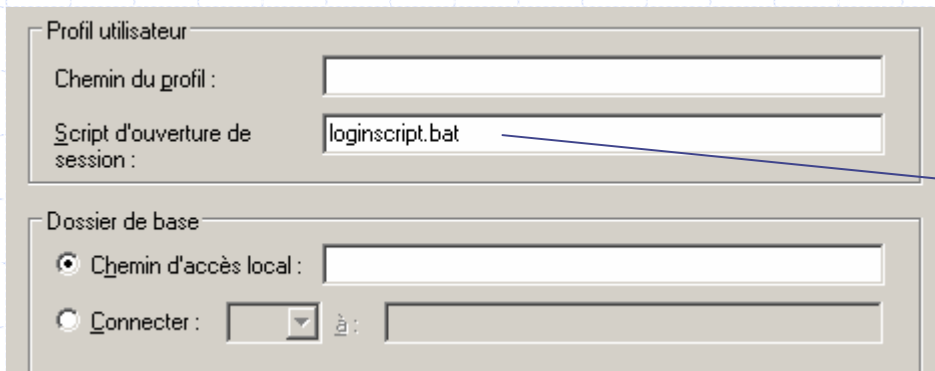 Profil utilisateur
Chemin du profil :
Script d'ouverture de
session :
loginscript.bat
Dossier de base
Chemin d'accès local :
Connecter : à :